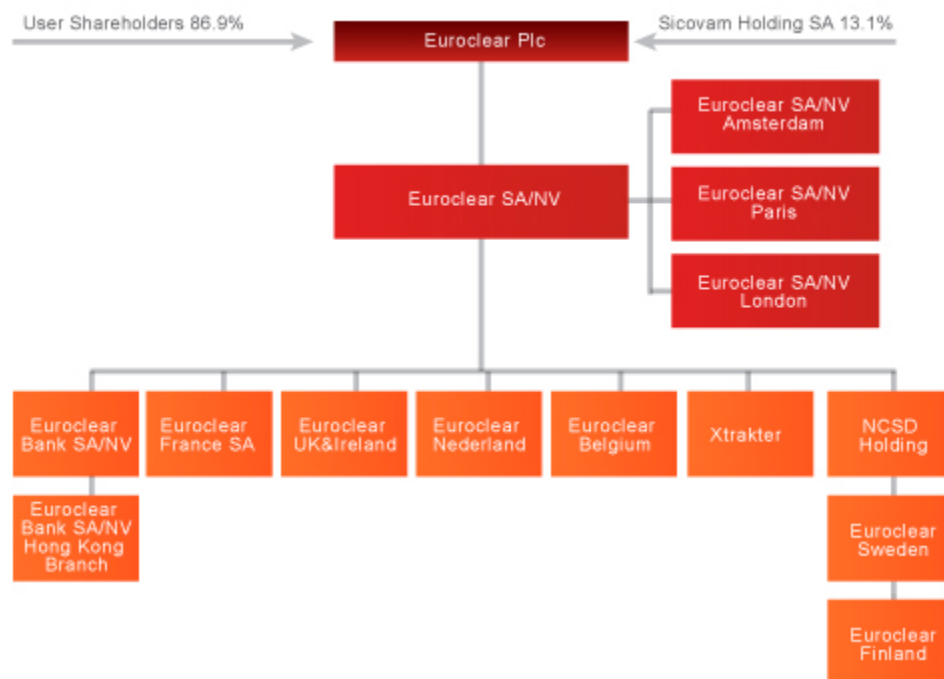 User Shareholders 86.9%
Euroclear Plc
Sicovam Holding SA 13.1%
Euroclear SA/NV
Amsterdam
Euroclear SA/NV
Euroclear SA/NV
Paris
Euroclear SA/NV
London
Euroclear
Bank SA/NV
Euroclear
France SA
Euroclear
UK&Ireland
Euroclear
Nederland
Euroclear
Belgium
Xtrakter
NCSD
Holding
Euroclear
Bank SA/NV
Hong Kong
Branch
Euroclear
Sweden
Euroclear
Finland